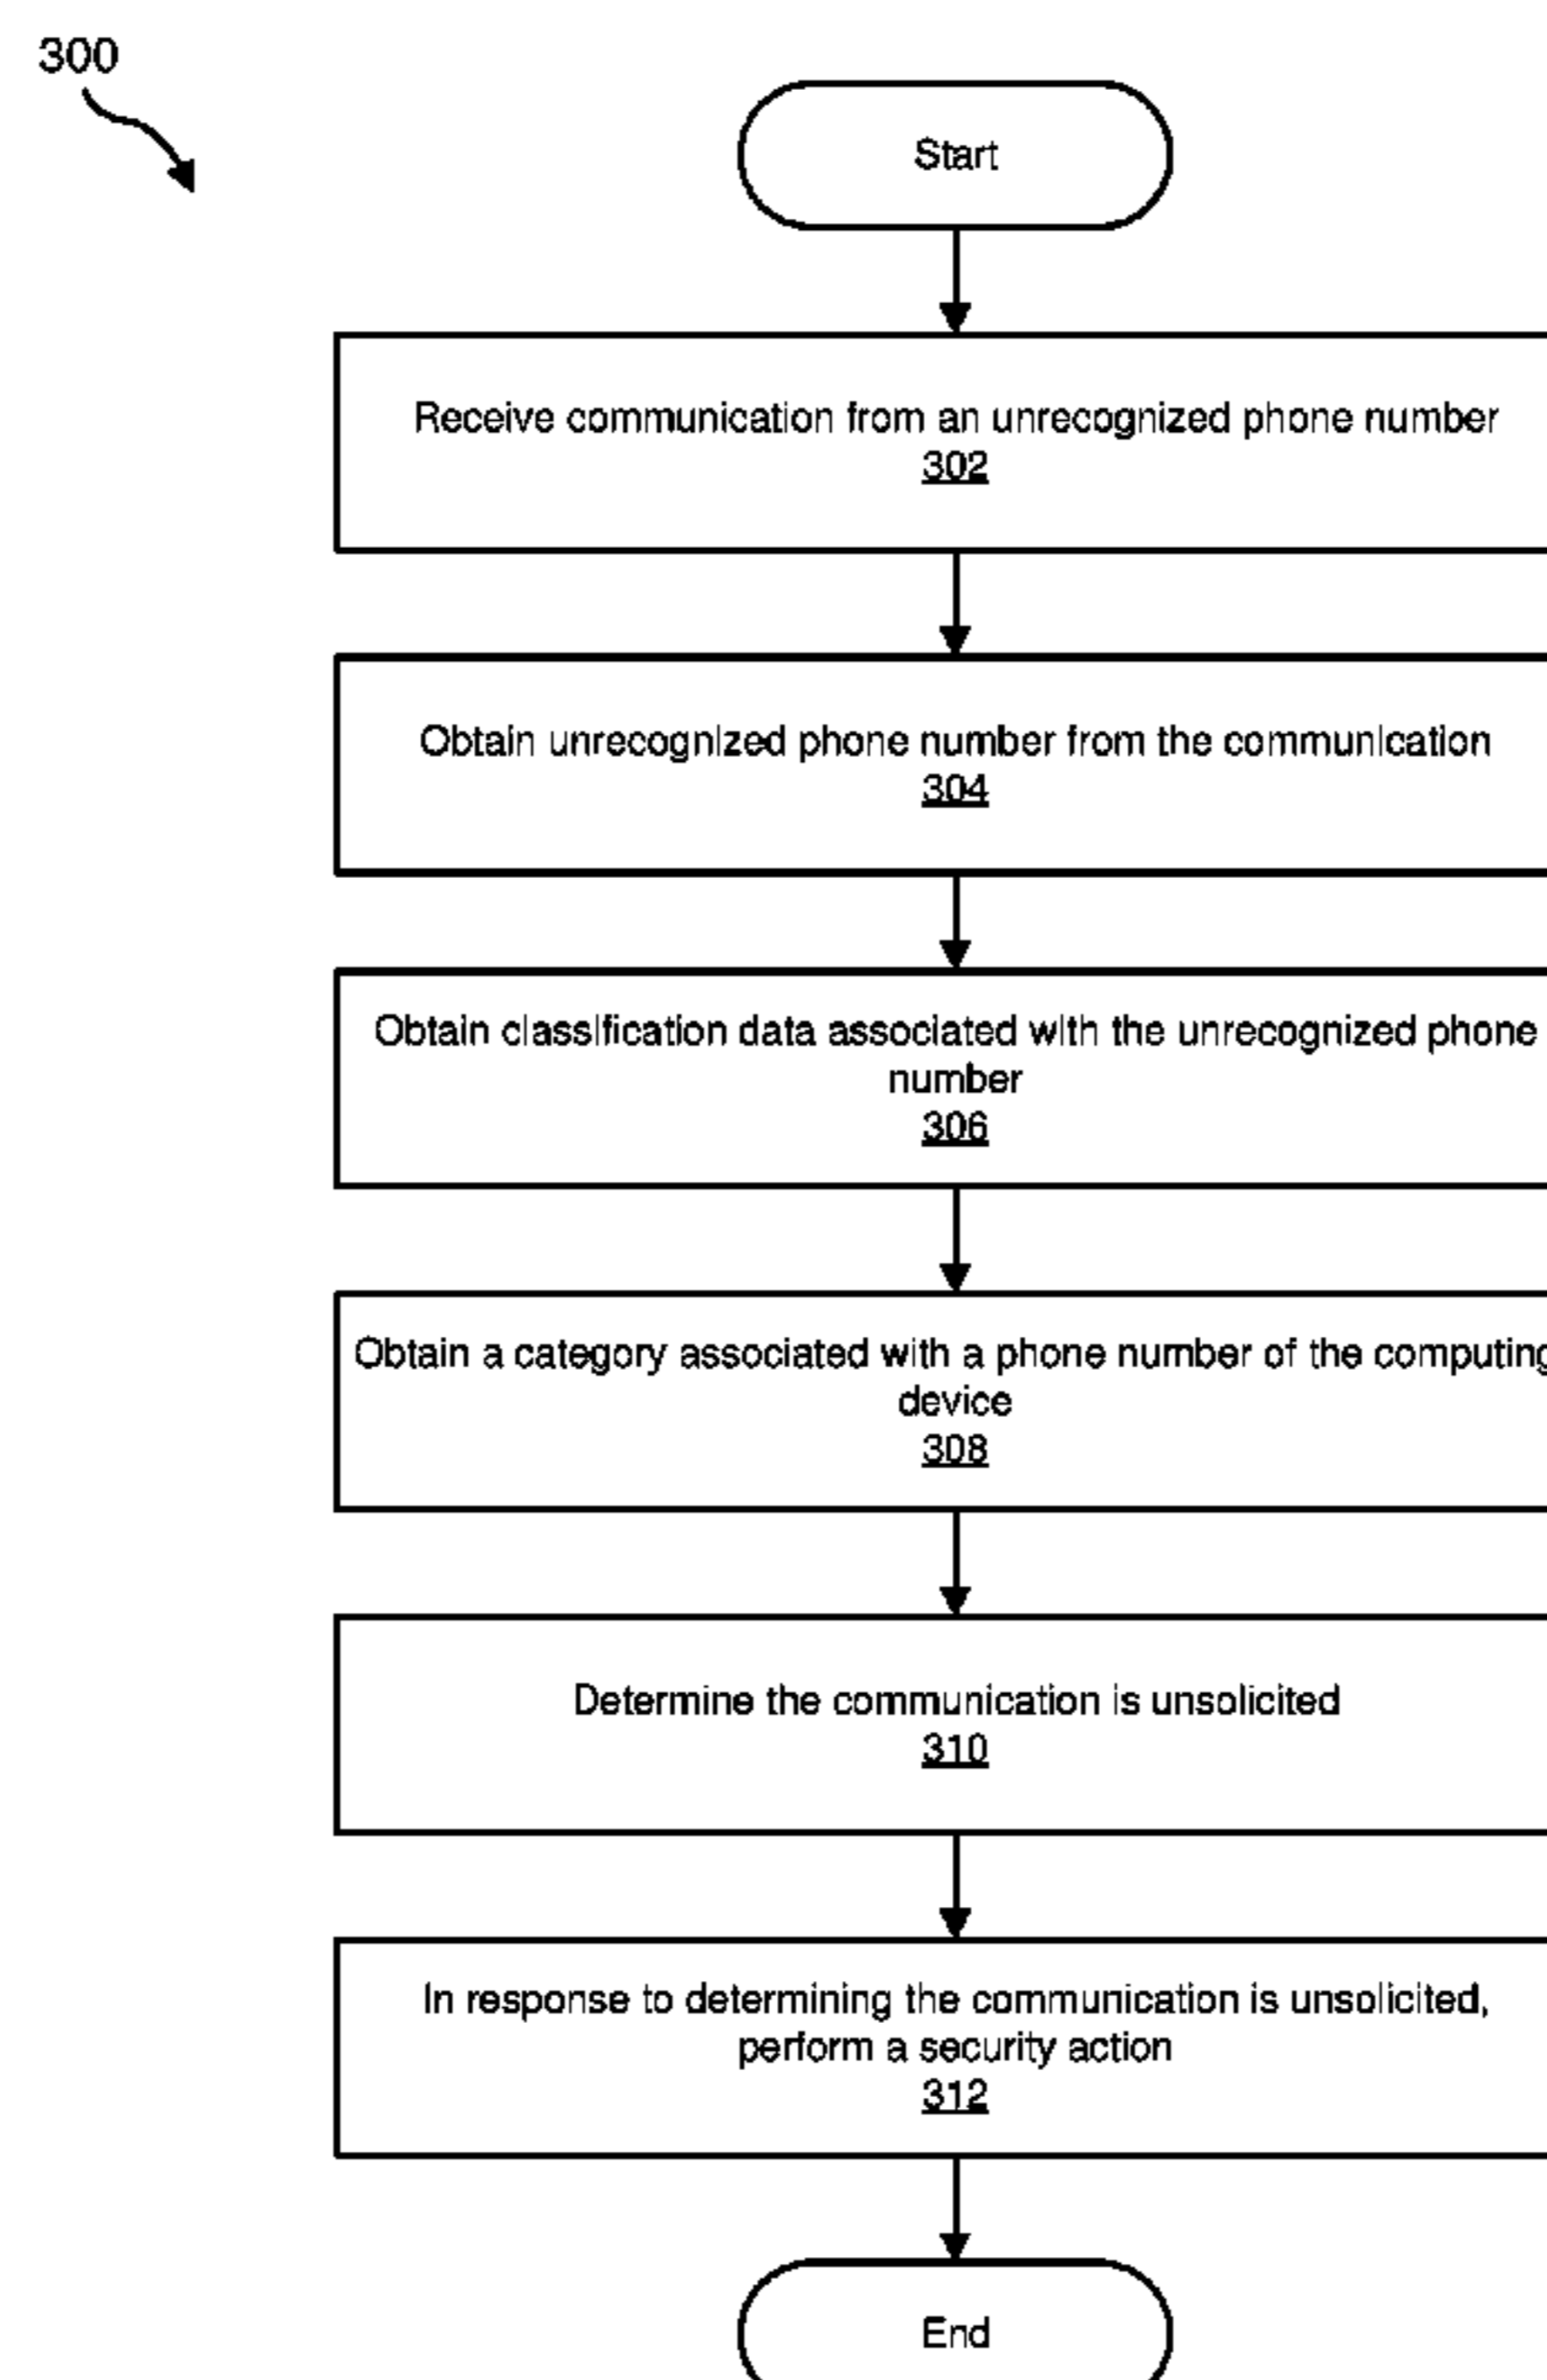 300
Start
Receive communication from an unrecognized phone number
302
Obtain unrecognized phone number from the communication
304
Obtain classification data associated with the unrecognized phone
number
306
Obtain a category associated with a phone number of the computing
device
308
Determine the communication is unsolicited
310
In response to determining the communication is unsolicited,
perform a security action
312
End